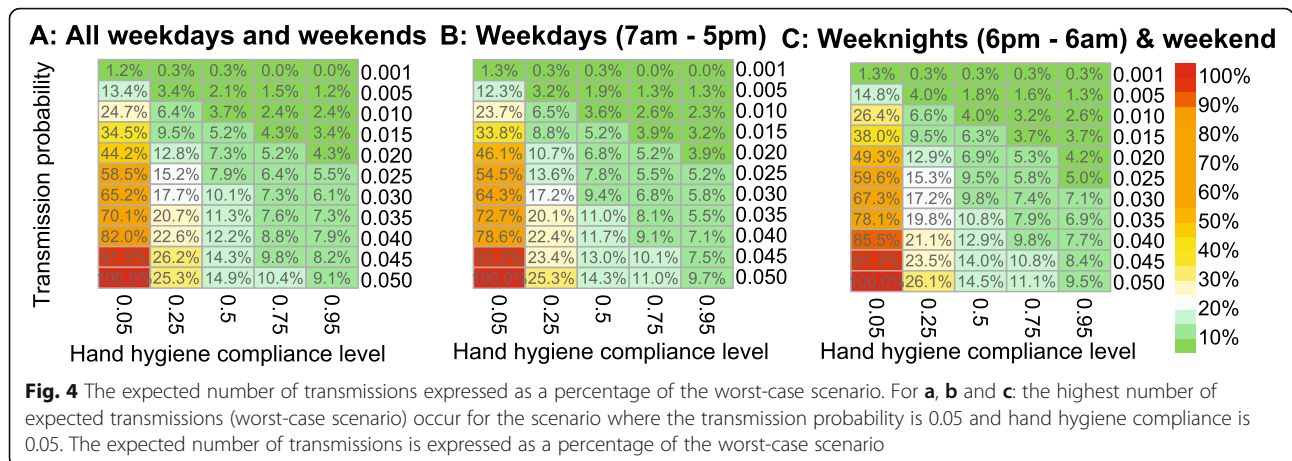 A: All weekdays and weekends B: Weekdays (7am - 5pm) C: Weeknights (6pm - 6am) & weekend
Transmission probability
1.2% 0.3% 0.3% 0.0% 0.0% 0.001
13.4% 3.4% 2.1% 1.5% 1.2% 0.005
24.7% 6.4% 3.7% 2.4% 2.4% 0.010
34.5% 9.5% 5.2% 4.3% 3.4% 0.015
44.2% 12.8% 7.3% 5.2% 4.3% 0.020
58.5% 15.2% 7.9% 6.4% 5.5% 0.025
65.2% 17.7% 10.1% 7.3% 6.1% 0.030
70.1% 20.7% 11.3% 7.6% 7.3% 0.035
82.0% 22.6% 12.2% 8.8% 7.9% 0.040
26.2% 14.3% 9.8% 8.2% 0.045
100.0% 25.3% 14.9% 10.4% 9.1% 0.050
0.05 0.25 0.5 0.75 0.95
Hand hygiene compliance level
1.3% 0.3% 0.3% 0.0% 0.0% 0.001
12.3% 3.2% 1.9% 1.3% 1.3% 0.005
23.7% 6.5% 3.6% 2.6% 2.3% 0.010
33.8% 8.8% 5.2% 3.9% 3.2% 0.015
46.1% 10.7% 6.8% 5.2% 3.9% 0.020
54.5% 13.6% 7.8% 5.5% 5.2% 0.025
64.3% 17.2% 9.4% 6.8% 5.8% 0.030
72.7% 20.1% 11.0% 8.1% 5.5% 0.035
78.6% 22.4% 11.7% 9.1% 7.1% 0.040
23.4% 13.0% 10.1% 7.5% 0.045
100.0% 25.3% 14.3% 11.0% 9.7% 0.050
0.05 0.25 0.5 0.75 0.95
Hand hygiene compliance level
1.3% 0.3% 0.3% 0.3% 0.3% 0.001
14.8% 4.0% 1.8% 1.6% 1.3% 0.005
26.4% 6.6% 4.0% 3.2% 2.6% 0.010
38.0% 9.5% 6.3% 3.7% 3.7% 0.015
49.3% 12.9% 6.9% 5.3% 4.2% 0.020
59.6% 15.3% 9.5% 5.8% 5.0% 0.025
67.3% 17.2% 9.8% 7.4% 7.1% 0.030
78.1% 19.8% 10.8% 7.9% 6.9% 0.035
85.5% 21.1% 12.9% 9.8% 7.7% 0.040
23.5% 14.0% 10.8% 8.4% 0.045
100.0% 26.1% 14.5% 11.1% 9.5% 0.050
0.05 0.25 0.5 0.75 0.95
Hand hygiene compliance level
100%
90%
80%
70%
60%
50%
40%
30%
20%
10%
Fig. 4 The expected number of transmissions expressed as a percentage of the worst-case scenario. For a, b and c: the highest number of
expected transmissions (worst-case scenario) occur for the scenario where the transmission probability is 0.05 and hand hygiene compliance is
0.05. The expected number of transmissions is expressed as a percentage of the worst-case scenario